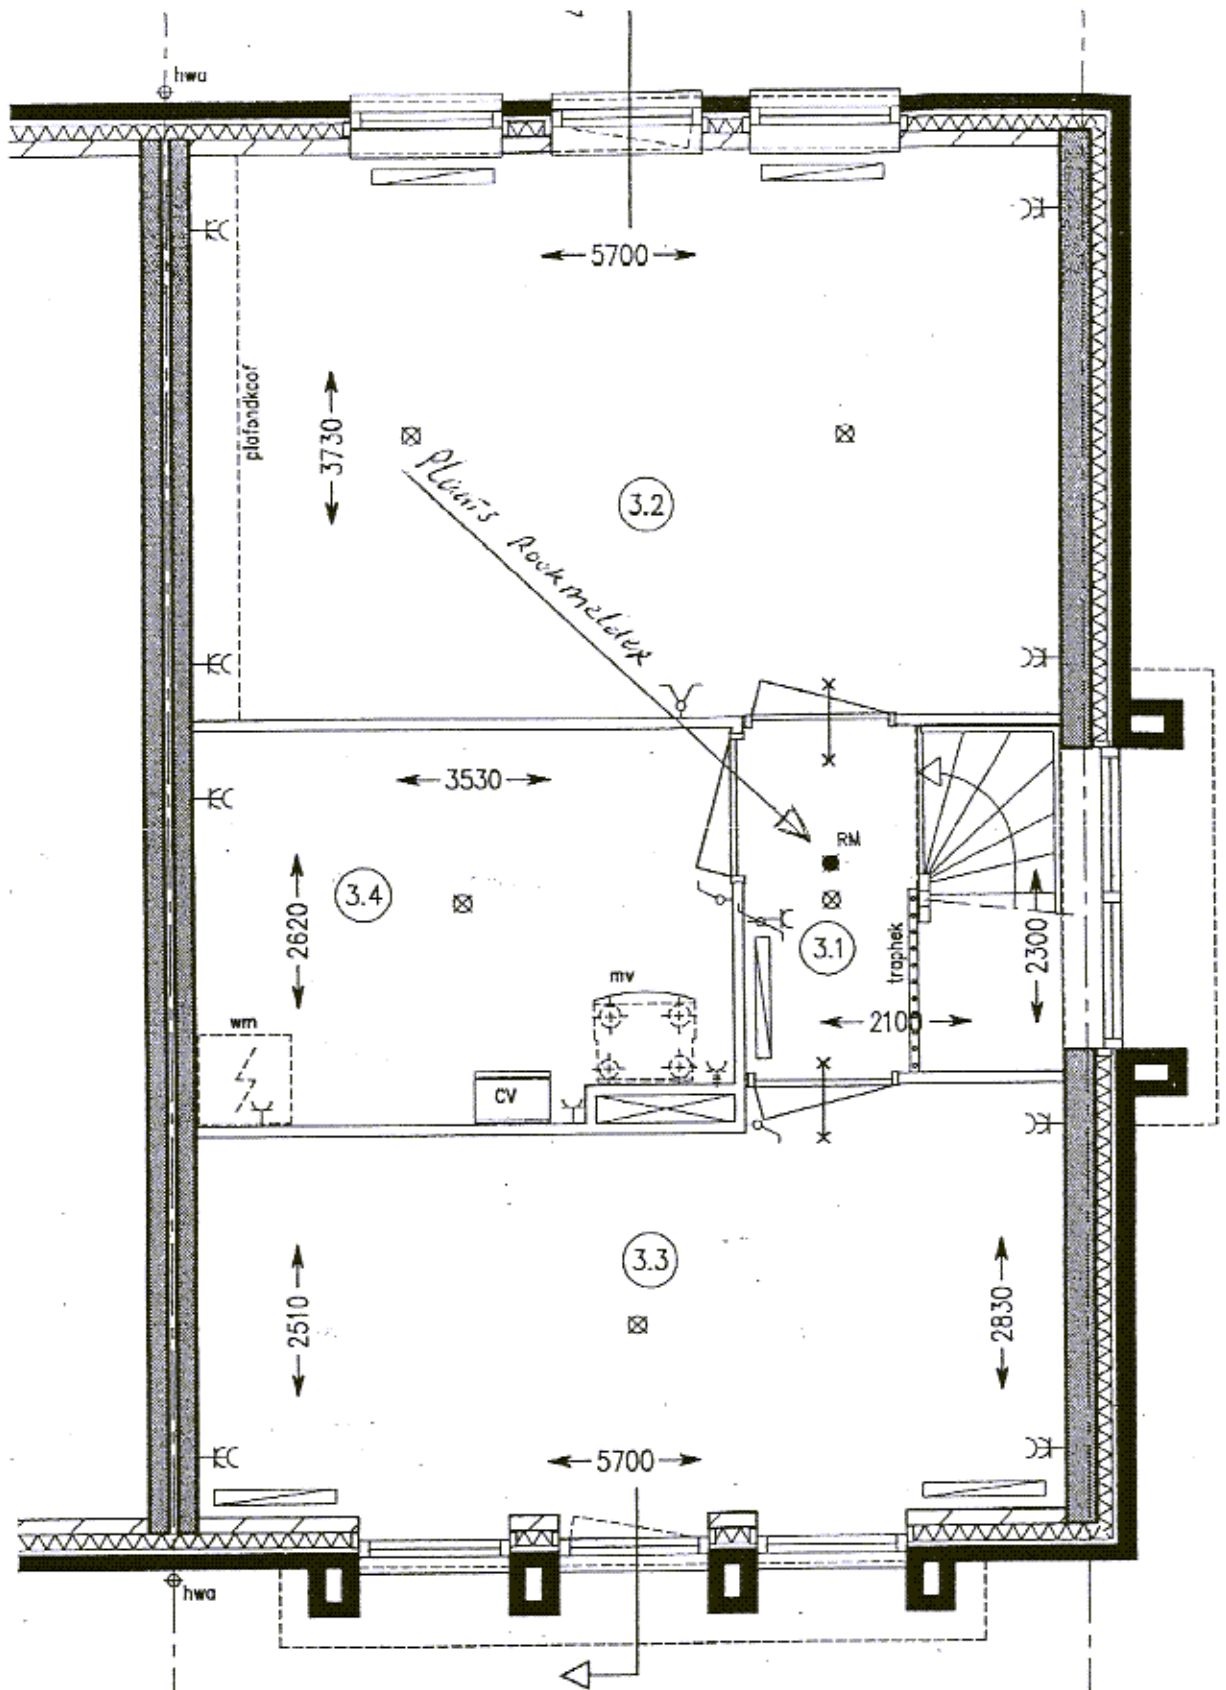 hwa
5700
plafondkoof
3730
Plaats Rookmelder
3.2
3530
RM
3.4
2620
3.1
traphek
2300
mv
2100
wm
CV
3.3
2510
2830
5700
hwa